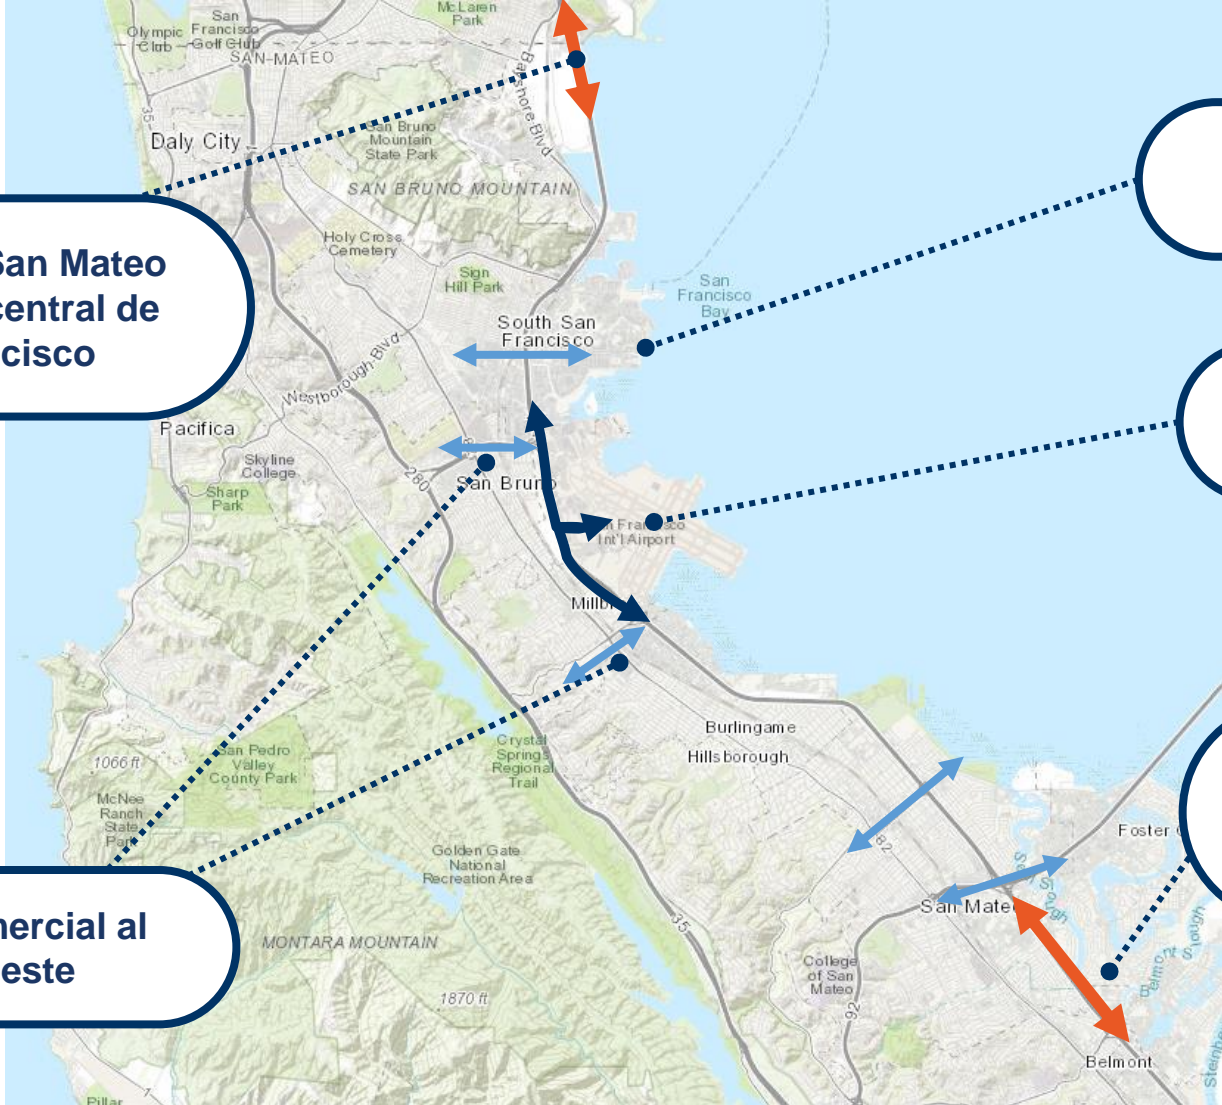 McLaren
Park
San
Francisco
Golf Club
Olympic
Club
SAN MATEO
Bayshore Blvd
35
Daly City
San Bruno
Mountain
State Park
SAN BRUNO MOUNTAIN
San Mateo
central de
cisco
Holy Cross
Cemetery
Sign
Hill Park
San
Francisco
Bay
South San
Francisco
Westborough Blvd
Pacifica
Skyline
College
280
San Bruno
Sharp
Park
Int'l Airport
Burlingame
Hillsborough
Crystal
Springs
Regional
Trail
San Pedro
Valley
County Park
1066 ft
McNee
Ranch
State
Park
Golden Gate
National
Recreation Area
82
Foster
San Mateo
MONTARA MOUNTAIN
ercial al
este
35
College
of San
Mateo
92
1870 ft
Belmont Slough
Belmont
1
Pillar